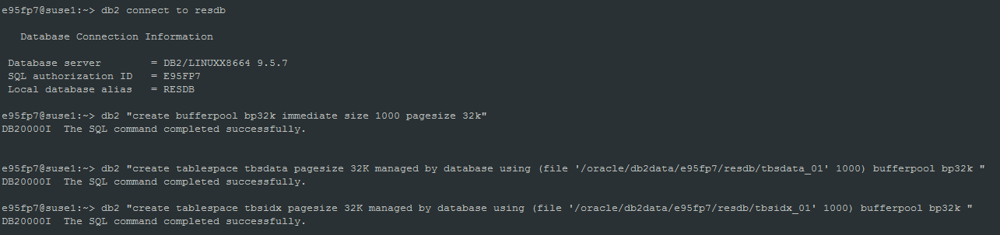 e95fp7@suse1:~> db2 connect to resdb
Database Connection Information
Database server = DB2/LINUXX8664 9.5.7
SQL authorization ID = E95FP7
Local database alias = RESDB
e95fp7@suse1:~> db2 "create bufferpool bp32k immediate size 1000 pagesize 32k"
DB20000I The SQL command completed successfully.
e95fp7@suse1:~> db2 "create tablespace tbsdata pagesize 32K managed by database using (file '/oracle/db2data/e95fp7/resdb/tbsdata_01' 1000) bufferpool bp32k "
DB20000I The SQL command completed successfully.
e95fp7@suse1:~> db2 "create tablespace tbsidx pagesize 32K managed by database using (file '/oracle/db2data/e95fp7/resdb/tbsidx_01' 1000) bufferpool bp32k "
DB20000I The SQL command completed successfully.